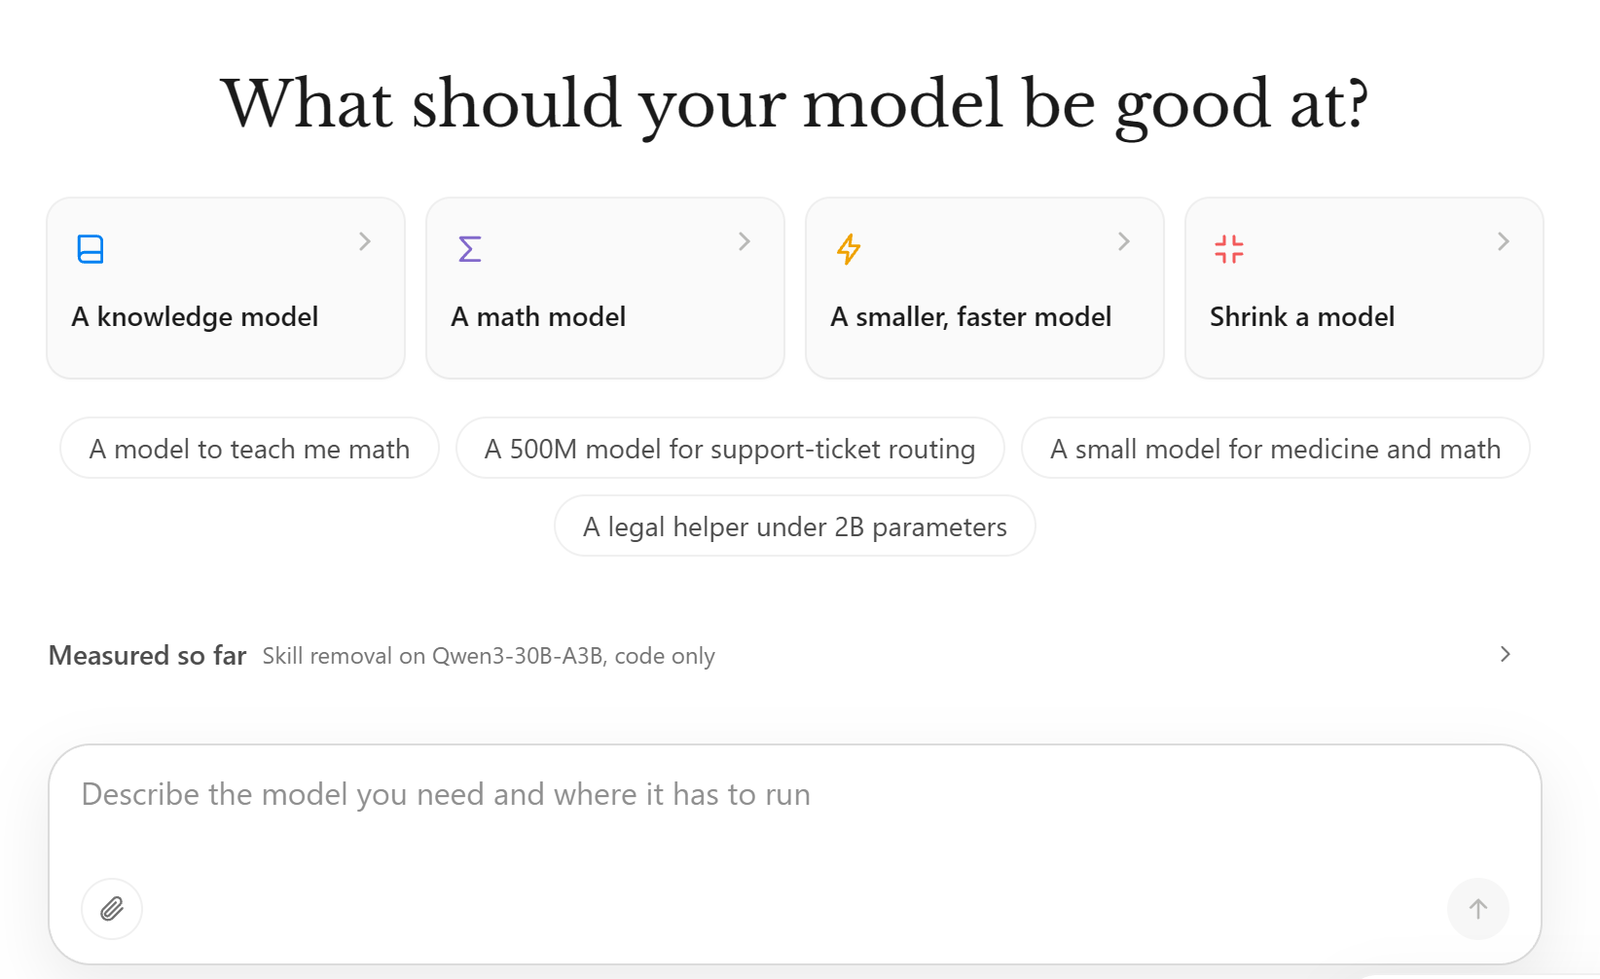 What should your model be good at?
A knowledge model
A math model
A smaller, faster model
Shrink a model
A model to teach me math
A 500M model for support-ticket routing
A small model for medicine and math
A legal helper under 2B parameters
Measured so far Skill removal on Qwen3-30B-A3B, code only
Describe the model you need and where it has to run